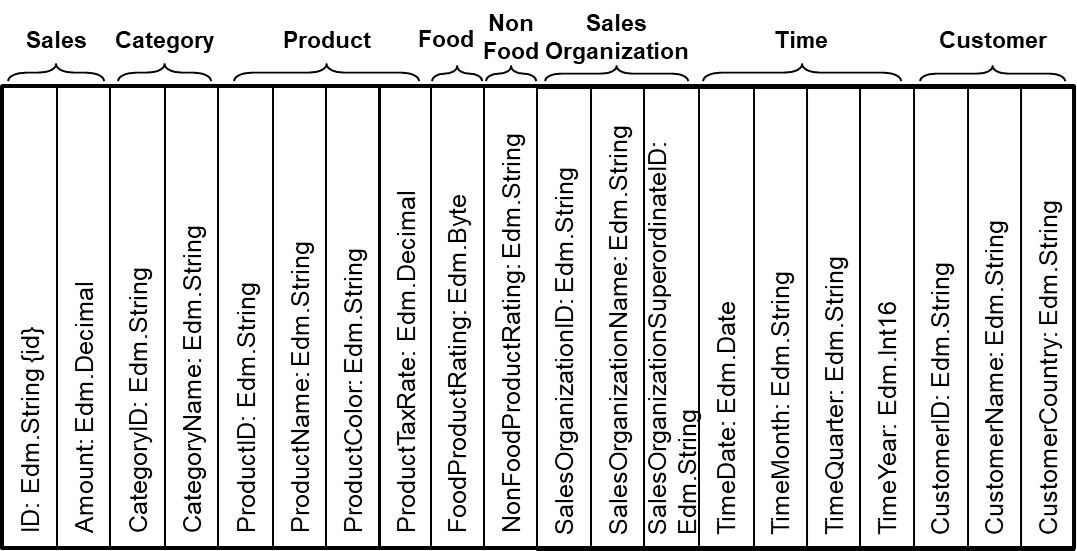 Sales
Category
Product
Food
Non
Food
Sales
Organization
Time
Customer
ID: Edm.String {id}
Amount: Edm.Decimal
CategoryID: Edm.String
CategoryName: Edm.String
ProductID: Edm.String
ProductName: Edm.String
ProductColor: Edm.String
ProductTaxRate: Edm.Decimal
FoodProductRating: Edm.Byte
NonFoodProductRating: Edm.String
SalesOrganizationID: Edm.String
SalesOrganizationName: Edm.String
SalesOrganizationSuperordinateID:
Edm.String
TimeDate: Edm.Date
TimeMonth: Edm.String
TimeQuarter: Edm.String
TimeYear: Edm.Int16
CustomerID: Edm.String
CustomerName: Edm.String
CustomerCountry: Edm.String